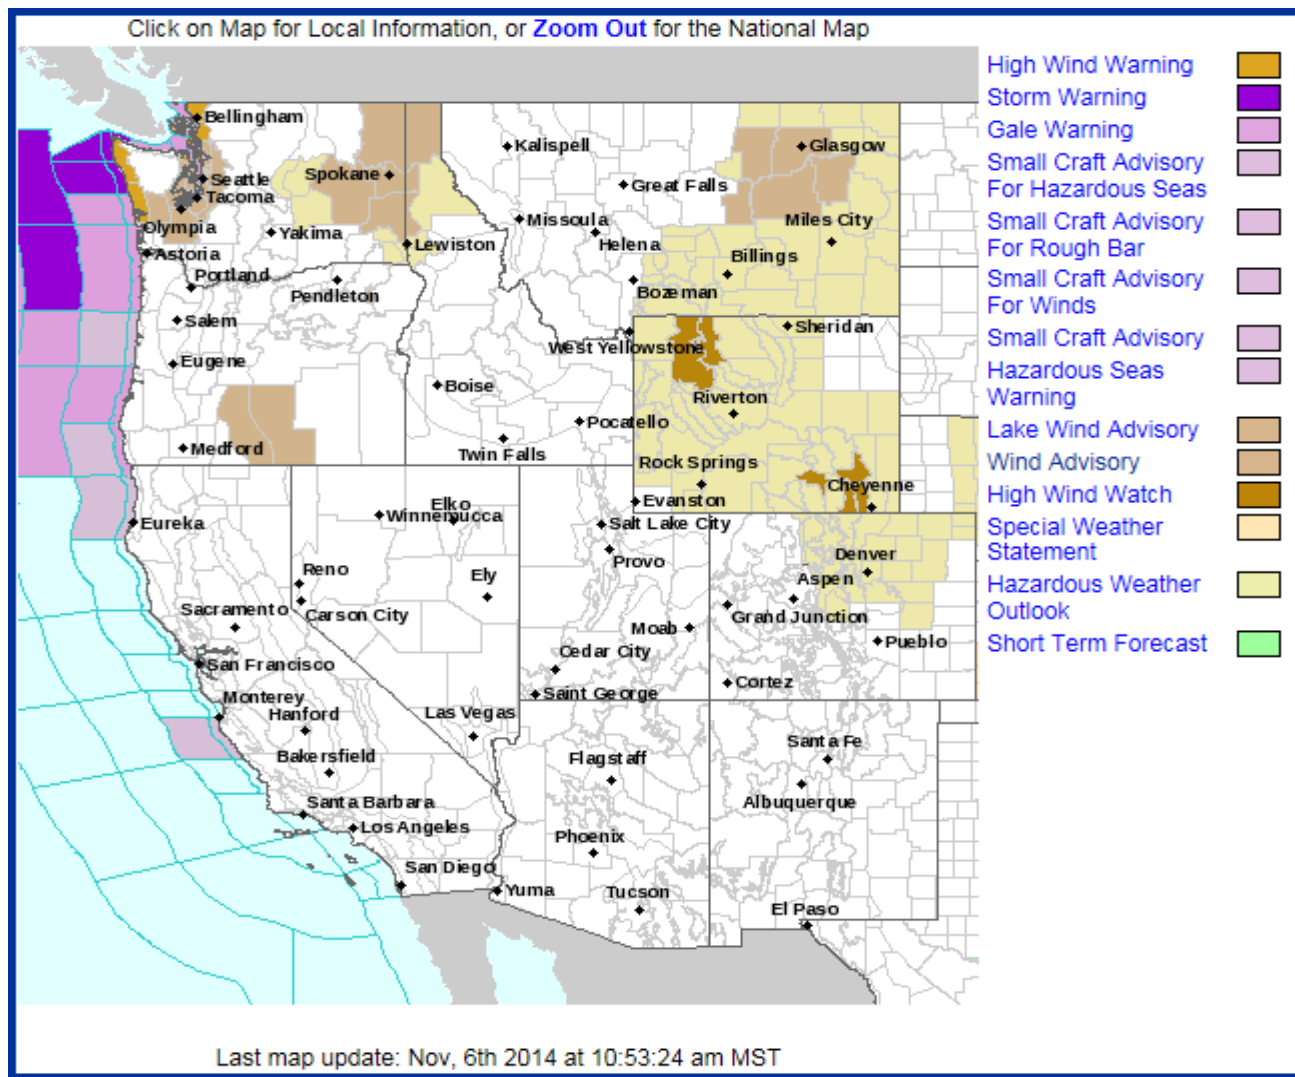 Click on Map for Local Information, or Zoom Out for the National Map
High Wind Warning
Storm Warning
Gale Warning
Small Craft Advisory
For Hazardous Seas
Small Craft Advisory
For Rough Bar
Small Craft Advisory
For Winds
Small Craft Advisory
Hazardous Seas
Warning
Lake Wind Advisory
Wind Advisory
High Wind Watch
Special Weather
Statement
Hazardous Weather
Outlook
Short Term Forecast
Bellingham
Kalispell
Glasgow
Seattle
Spokane
Great Falls
Tacoma
Olympia
Missoula
Miles City
Yakima
Lewiston
Helena
Astoria
Billings
Portland
Pendleton
Bozeman
Salem
Sheridan
West Yellowstone
Eugene
Boise
Riverton
Pocatello
Medford
Twin Falls
Rock Springs
Cheyenne
Evanston
Elko
Winnemucca
Eureka
Salt Lake City
Denver
Provo
Reno
Ely
Aspen
Sacramento
Carson City
Grand Junction
Moab
Pueblo
Cedar City
San Francisco
Cortez
Saint George
Monterey
Hanford
Las Vegas
Santa Fe
Bakersfield
Flagstaff
Santa Barbara
Albuquerque
Los Angeles
Phoenix
San Diego
Yuma
Tucson
El Paso
Last map update: Nov, 6th 2014 at 10:53:24 am MST